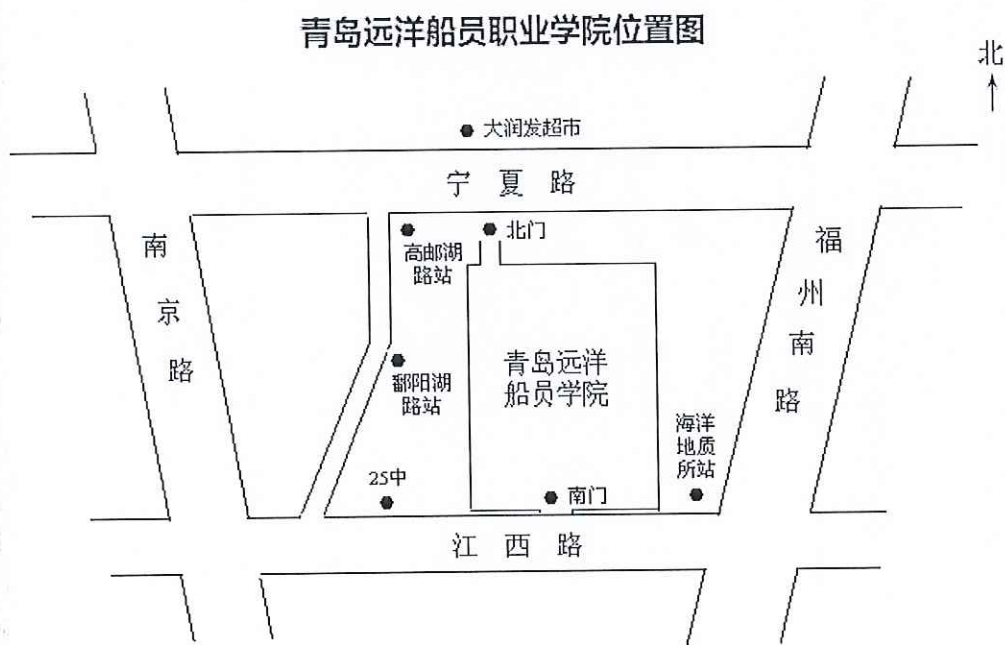 青岛远洋船员职业学院位置图
北
大润发超市
宁夏路
高邮湖
路站
北门
南京路
福州南路
鄱阳湖
路站
青岛远洋
船员学院
海洋
地质
所站
25中
南门
江西路